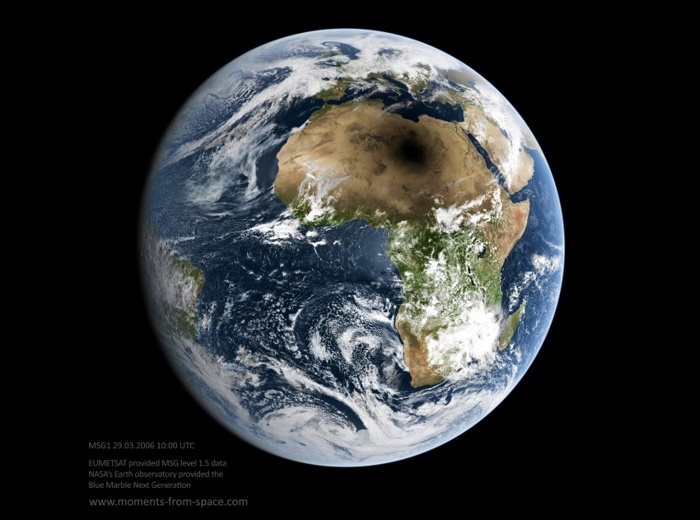 MSG1 29.03.2006 10:00 UTC
EUMETSAT provided MSG level 1.5 data
NASA's Earth observatory provided the
Blue Marble Next Generation
www.moments-from-space.com